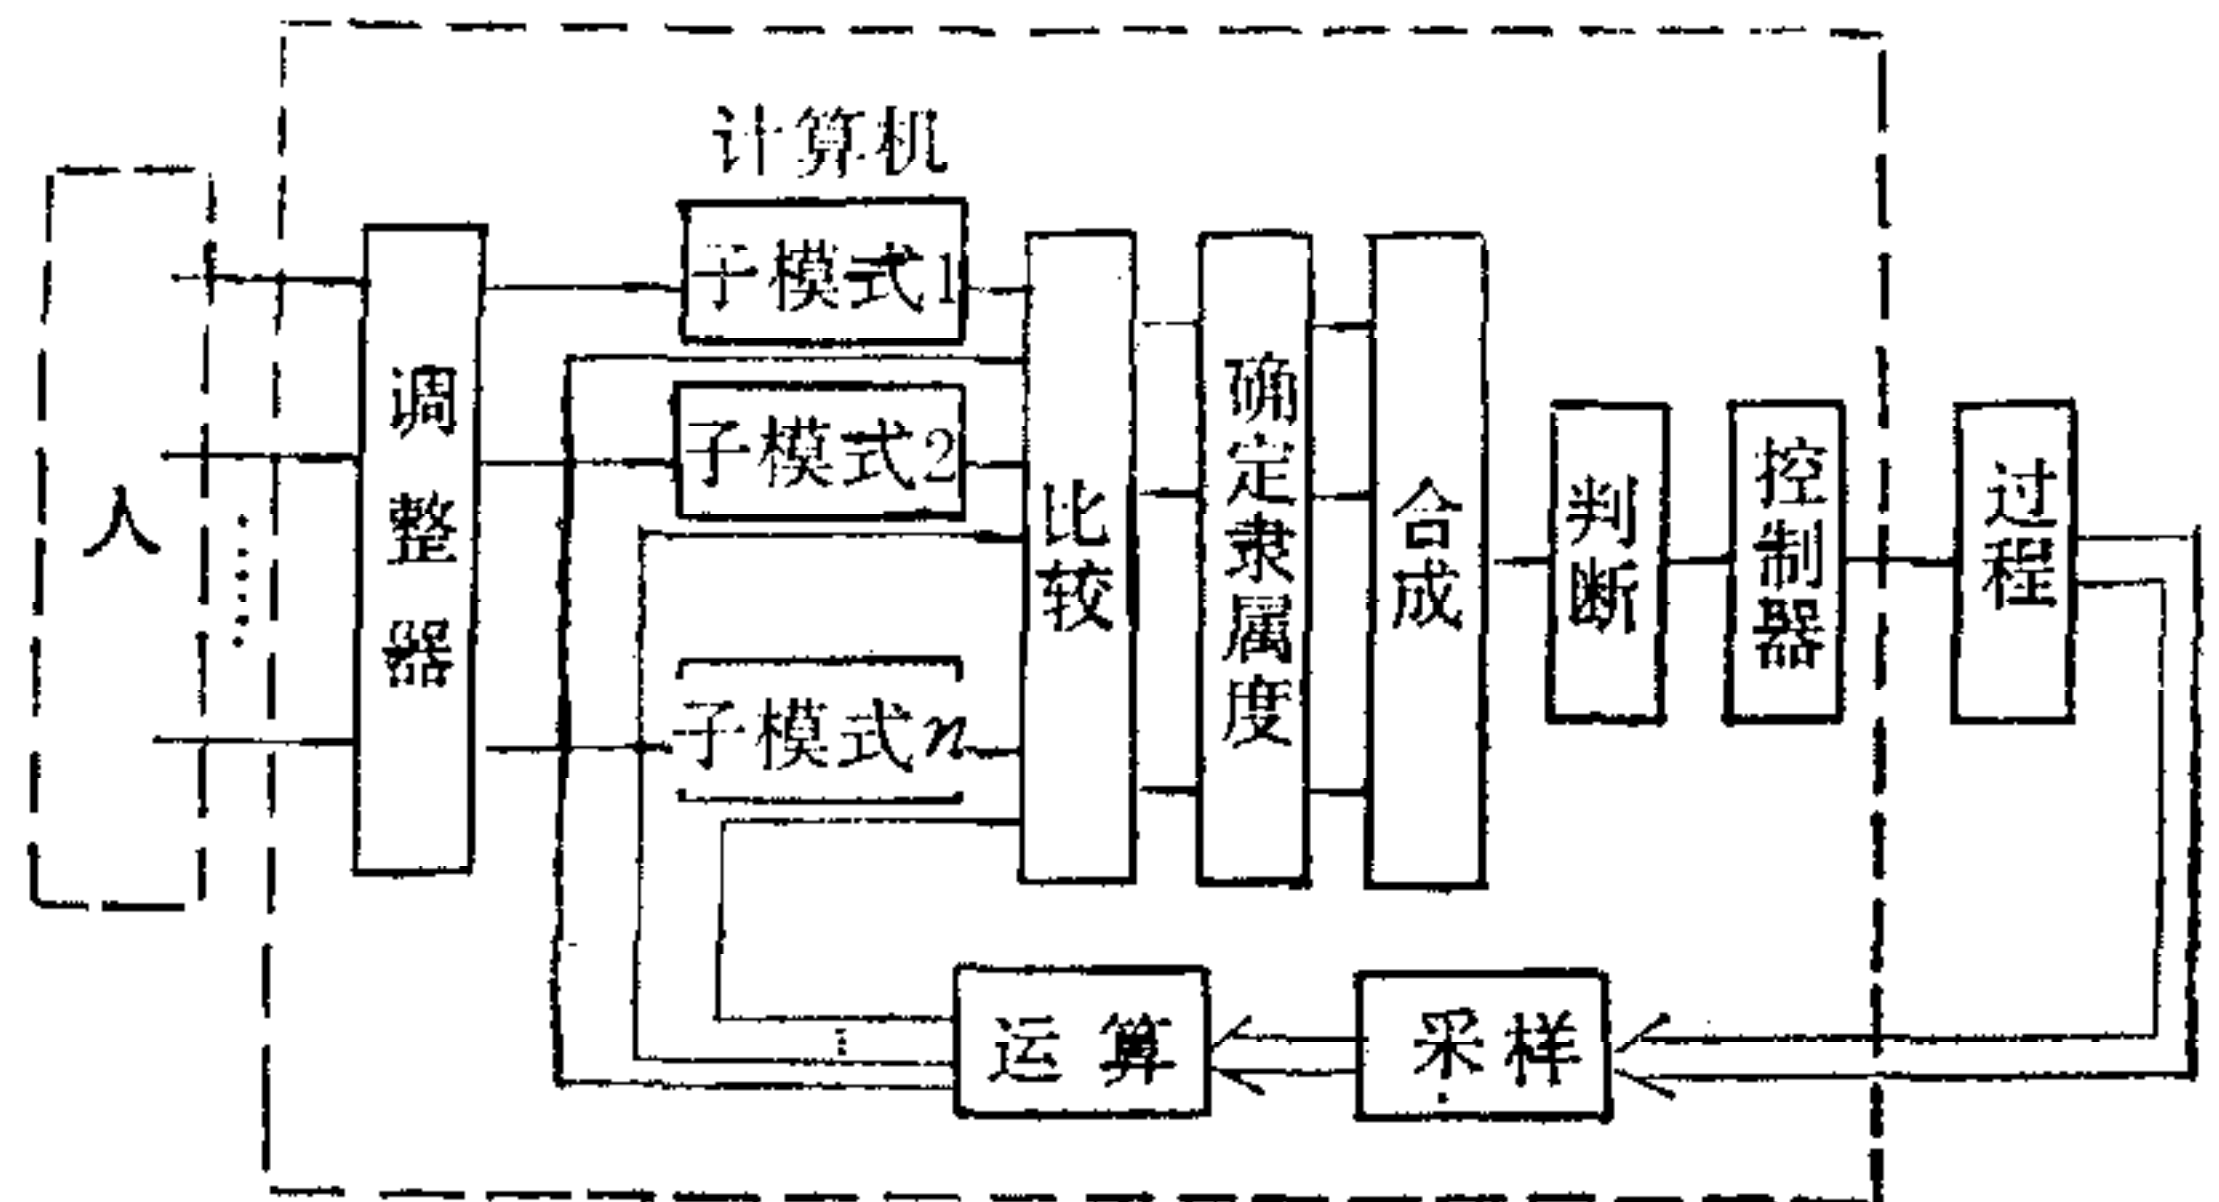 计算机
人
调整器
子模式1
子模式2
子模式n
比较
确定隶属度
合成
判断
控制器
过程
运算
采样